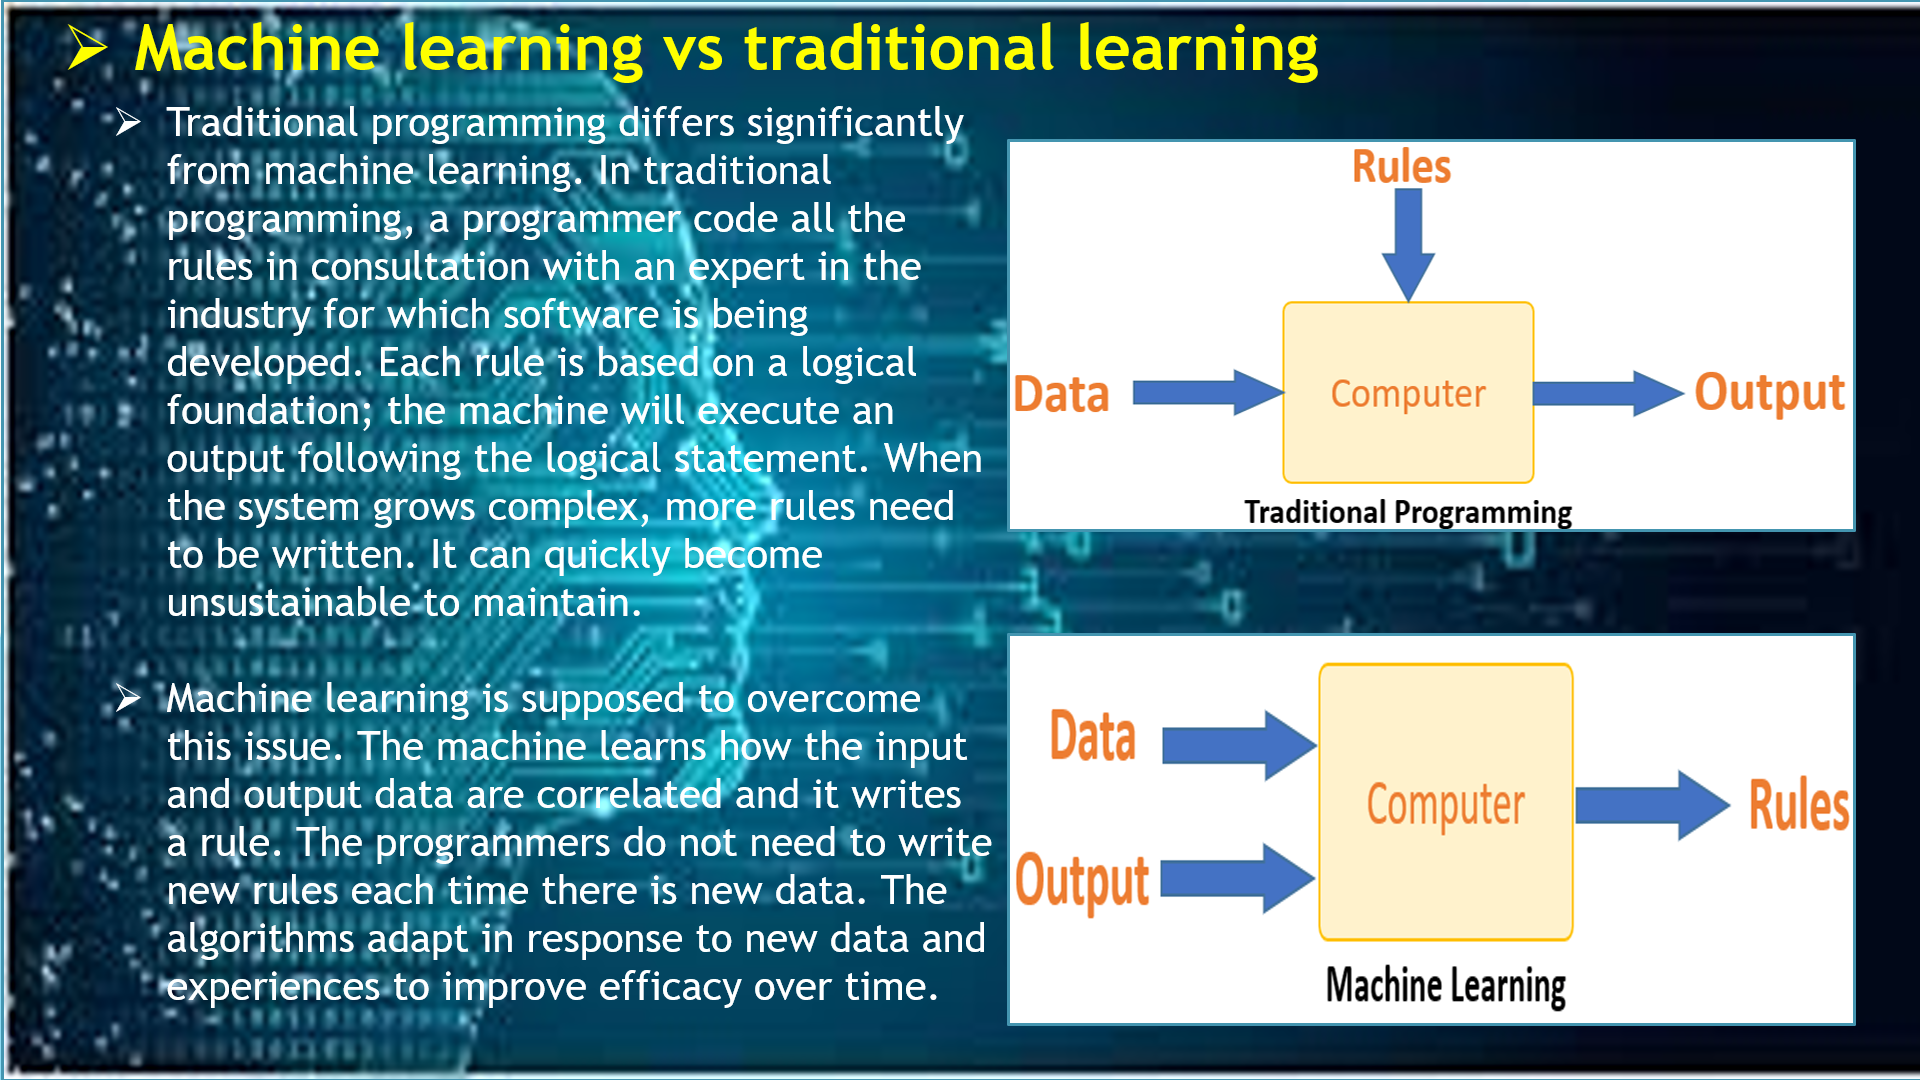 Machine learning vs traditional learning
Traditional programming differs significantly
from machine learning. In traditional
programming, a programmer code all the
rules in consultation with an expert in the
industry for which software is being
developed. Each rule is based on a logical
foundation; the machine will execute an
output following the logical statement. When
the system grows complex, more rules need
to be written. It can quickly become
unsustainable to maintain.
Machine learning is supposed to overcome
this issue. The machine learns how the input
and output data are correlated and it writes
a rule. The programmers do not need to write
new rules each time there is new data. The
algorithms adapt in response to new data and
experiences to improve efficacy over time.
Rules
Data
Computer
Output
Traditional Programming
Data
Output
Computer
Rules
Machine Learning